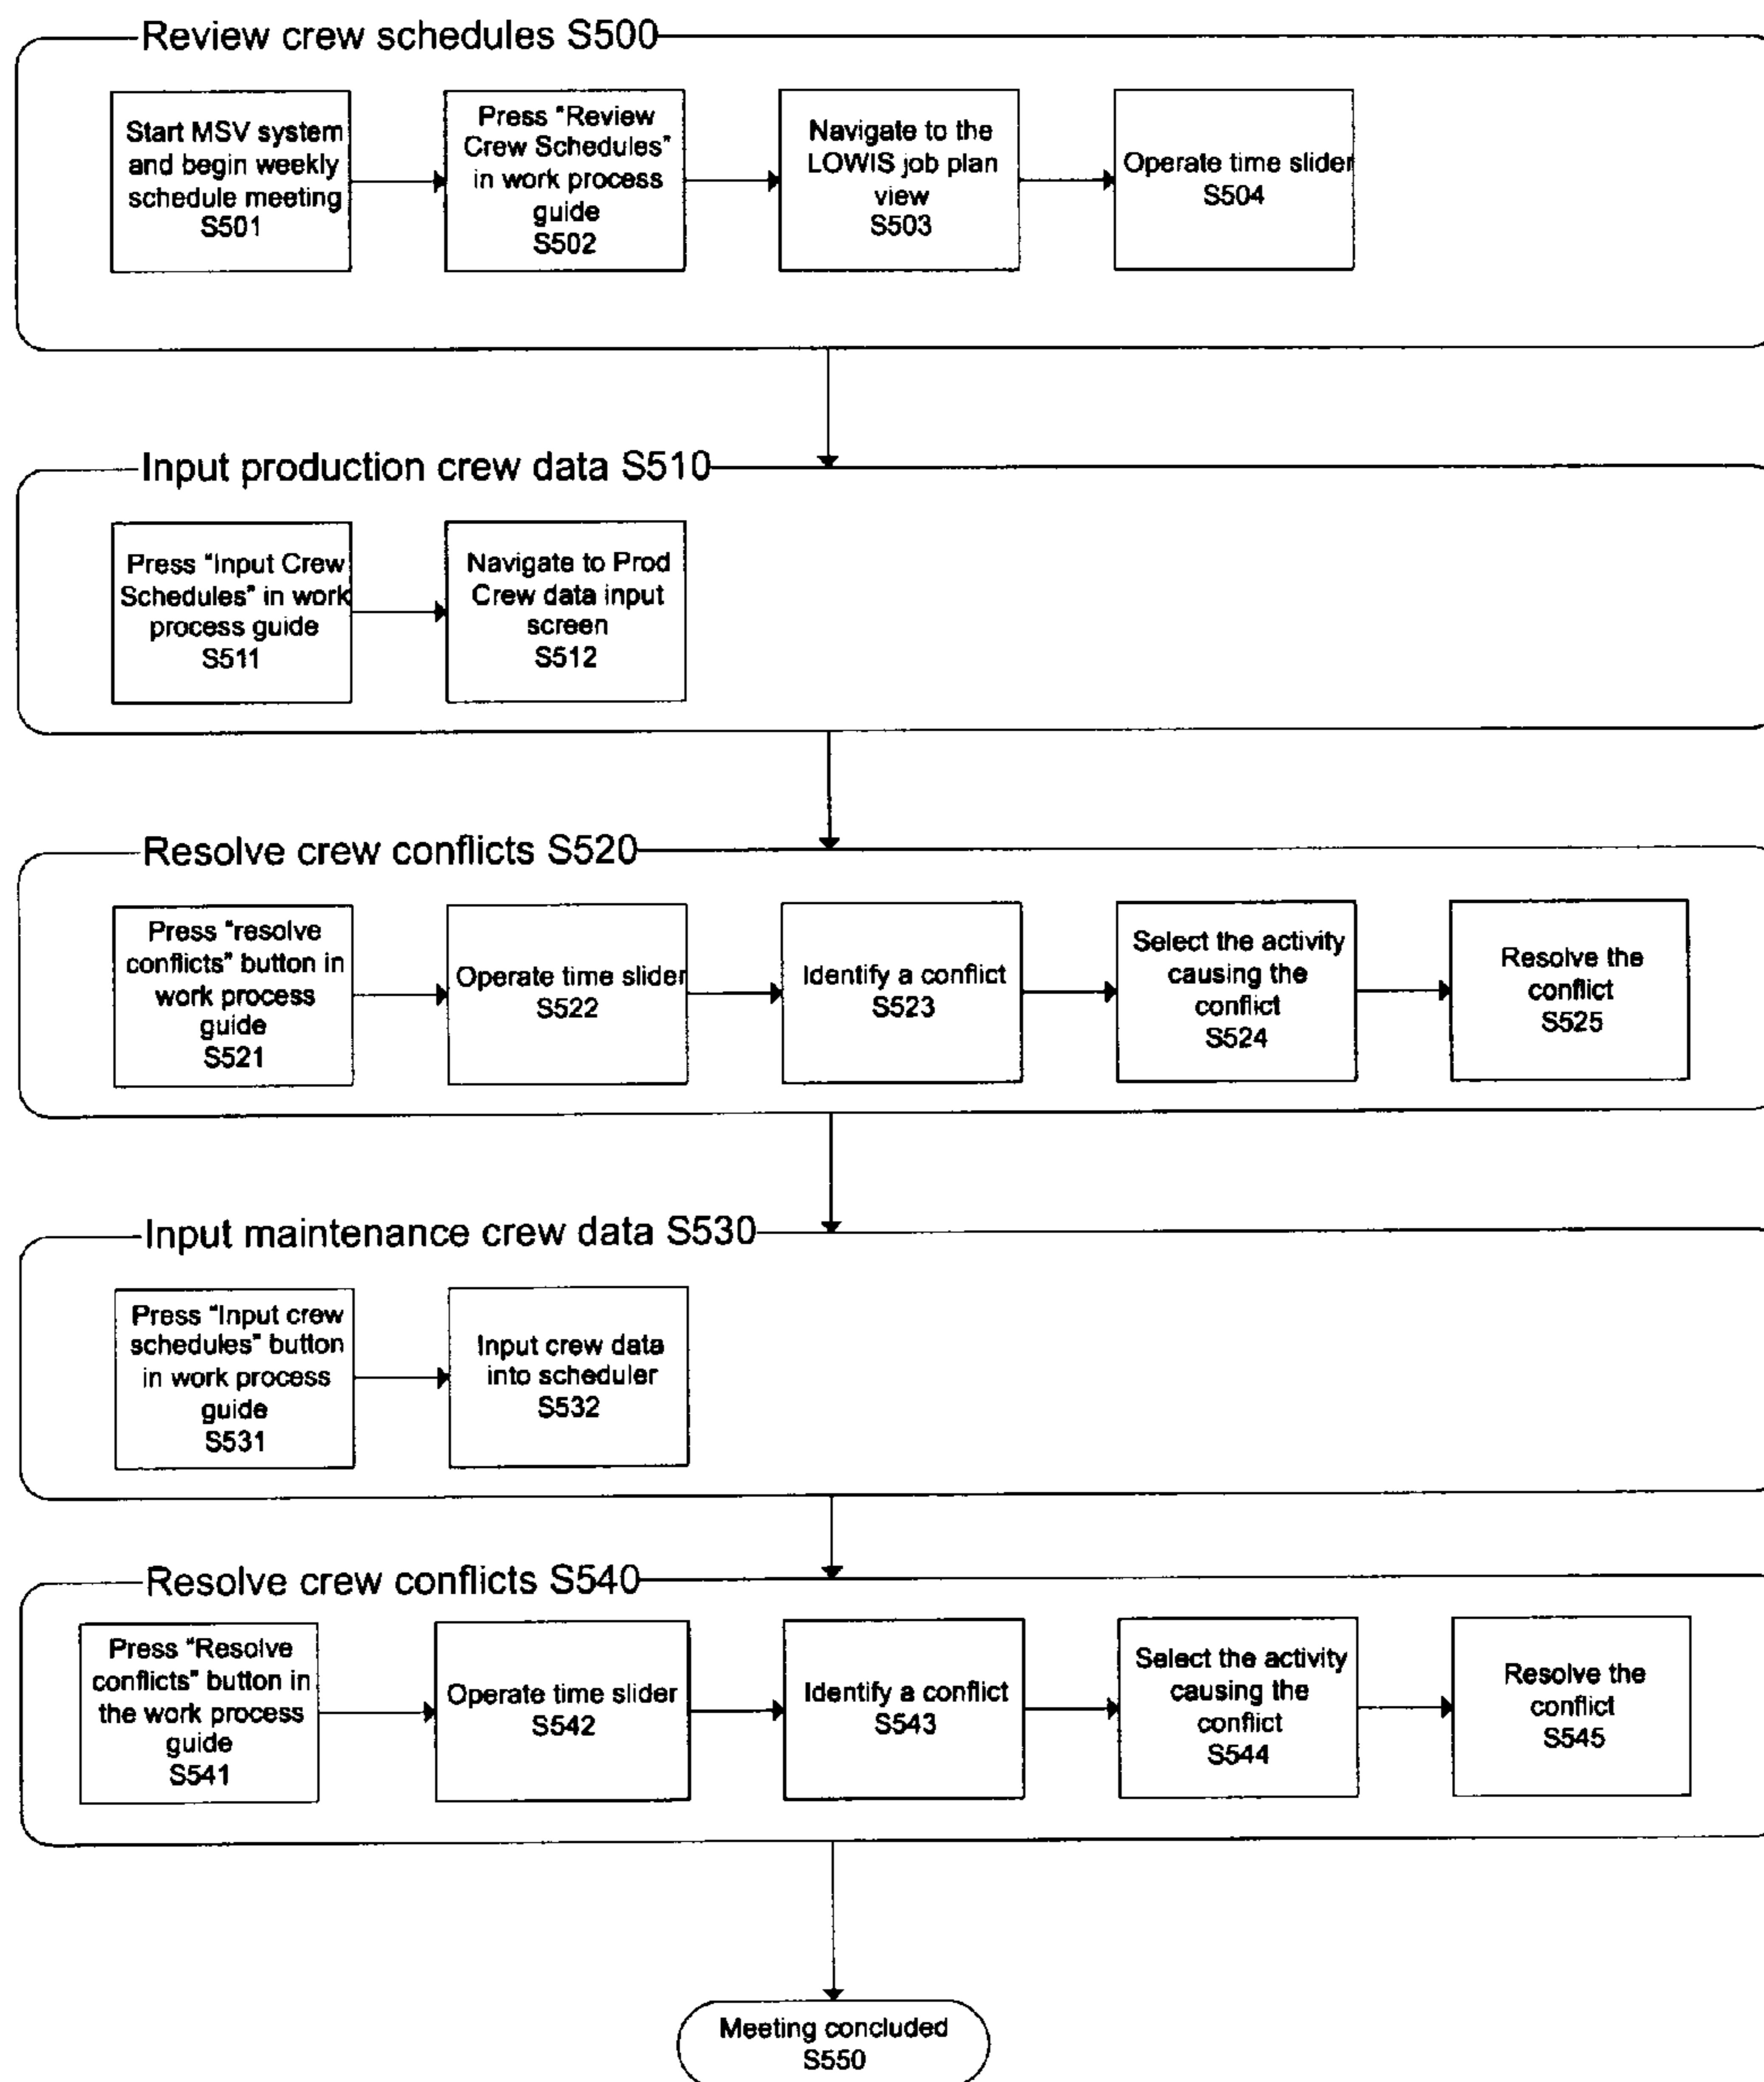 Review crew schedules S500
Start MSV system
and begin weekly
schedule meeting
S501
Press "Review
Crew Schedules"
in work process
guide
S502
Navigate to the
LOWIS job plan
view
S503
Operate time slider
S504
Input production crew data S510
Press "Input Crew
Schedules" in work
process guide
S511
Navigate to Prod
Crew data input
screen
S512
Resolve crew conflicts S520
Press "resolve
conflicts" button in
work process
guide
S521
Operate time slider
S522
Identify a conflict
S523
Select the activity
causing the
conflict
S524
Resolve the
conflict
S525
Input maintenance crew data S530
Press "Input crew
schedules" button
in work process
guide
S531
Input crew data
into scheduler
S532
Resolve crew conflicts S540
Press "Resolve
conflicts" button in
the work process
guide
S541
Operate time slider
S542
Identify a conflict
S543
Select the activity
causing the
conflict
S544
Resolve the
conflict
S545
Meeting concluded
S550